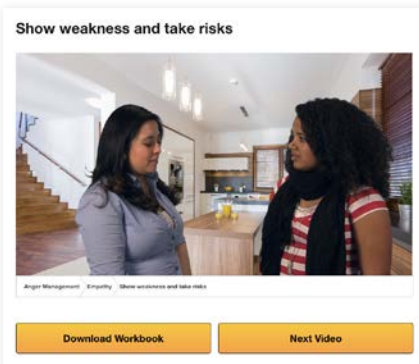 Show weakness and take risks
Anger Management Empathy Show weakness and take risks
Download Workbook Next Video